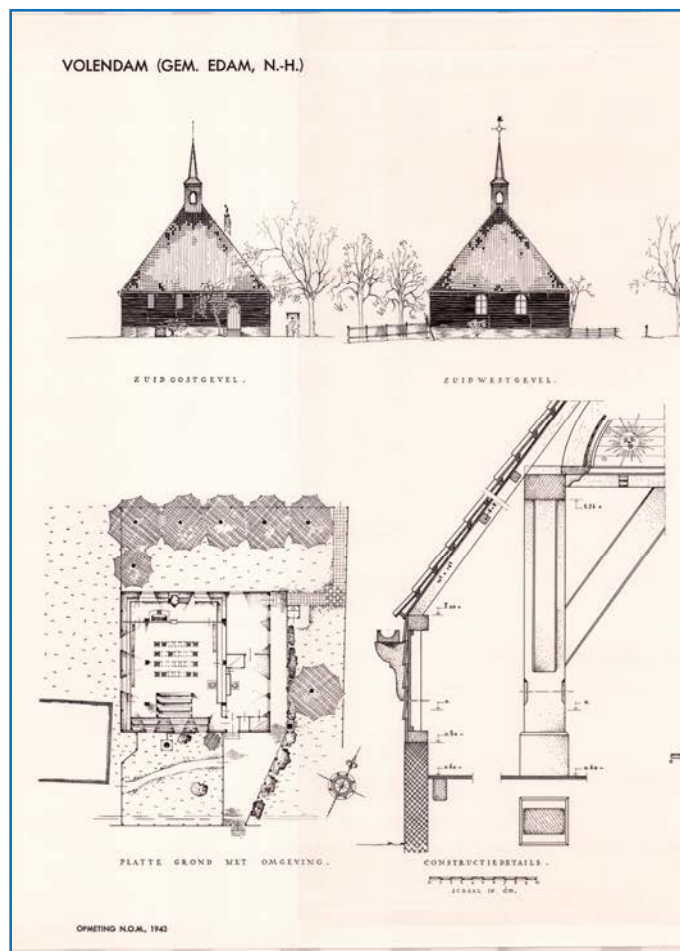 VOLENDAM (GEM. EDAM, N.-H.)
ZUIDOOSTGEVEL.
ZUIDWESTGEVEL.
PLATTE GROND MET OMGEVING.
CONSTRUCTIEDETAILS.
SCHAAL IN dm.
OPMETING N.O.M., 1943